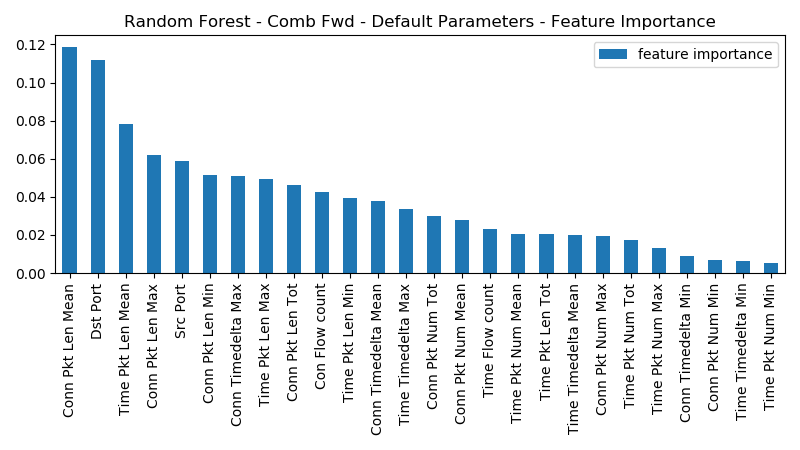 Random Forest - Comb Fwd - Default Parameters - Feature Importance
feature importance
0.12
0.10
0.08
0.06
0.04
0.02
0.00
Conn Pkt Len Mean
Dst Port
Time Pkt Len Mean
Conn Pkt Len Max
Src Port
Conn Pkt Len Min
Conn Timedelta Max
Time Pkt Len Max
Conn Pkt Len Tot
Con Flow count
Time Pkt Len Min
Conn Timedelta Mean
Time Timedelta Max
Conn Pkt Num Tot
Conn Pkt Num Mean
Time Flow count
Time Pkt Num Mean
Time Pkt Len Tot
Time Timedelta Mean
Conn Pkt Num Max
Time Pkt Num Tot
Time Pkt Num Max
Conn Timedelta Min
Conn Pkt Num Min
Time Timedelta Min
Time Pkt Num Min